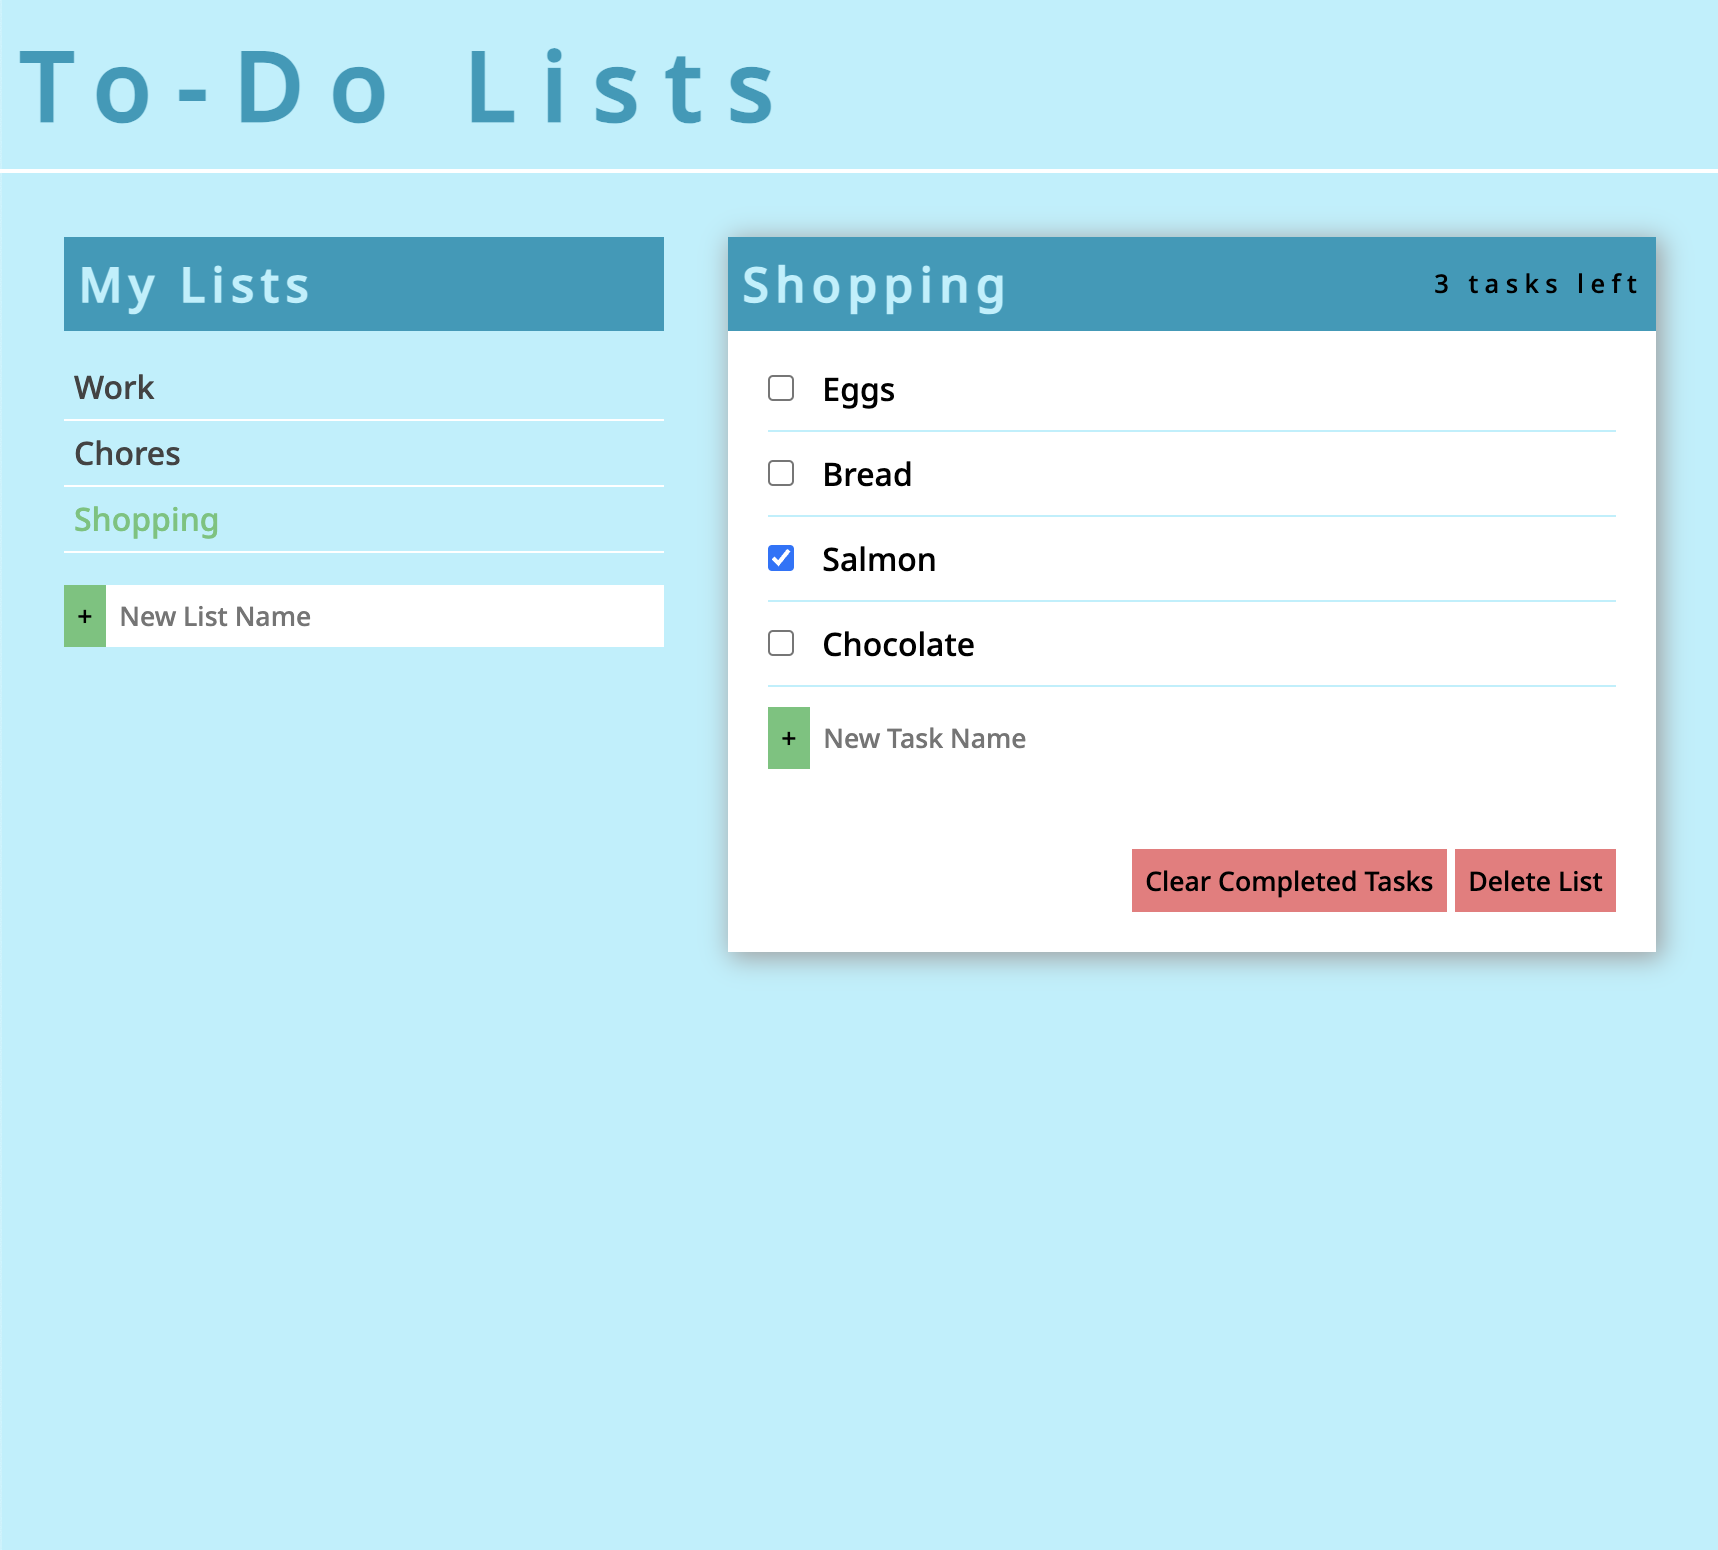 To-Do Lists
My Lists
Work
Chores
Shopping
+ New List Name
Shopping
3 tasks left
Eggs
Bread
Salmon
Chocolate
+ New Task Name
Clear Completed Tasks
Delete List